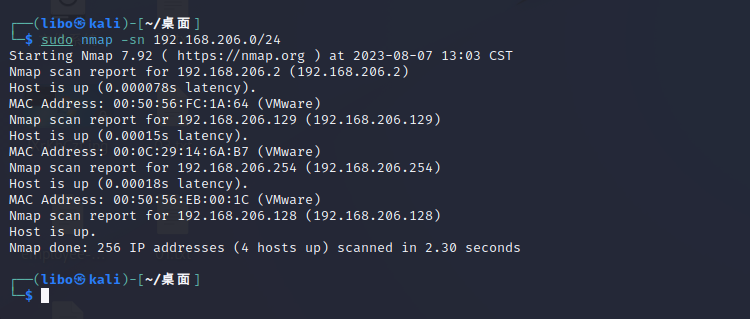 ┌──(libo㉿kali)-[~/桌面]
└─$ sudo nmap -sn 192.168.206.0/24
Starting Nmap 7.92 ( https://nmap.org ) at 2023-08-07 13:03 CST
Nmap scan report for 192.168.206.2 (192.168.206.2)
Host is up (0.000078s latency).
MAC Address: 00:50:56:FC:1A:64 (VMware)
Nmap scan report for 192.168.206.129 (192.168.206.129)
Host is up (0.00015s latency).
MAC Address: 00:0C:29:14:6A:B7 (VMware)
Nmap scan report for 192.168.206.254 (192.168.206.254)
Host is up (0.00018s latency).
MAC Address: 00:50:56:EB:00:1C (VMware)
Nmap scan report for 192.168.206.128 (192.168.206.128)
Host is up.
Nmap done: 256 IP addresses (4 hosts up) scanned in 2.30 seconds
┌──(libo㉿kali)-[~/桌面]
└─$